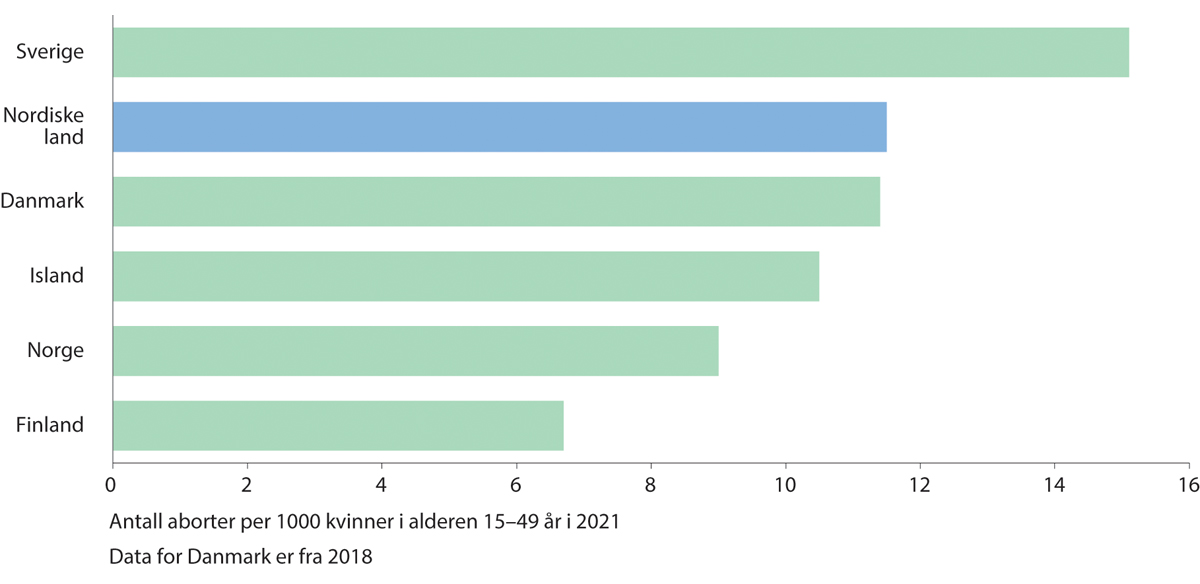 Sverige
Nordiske
land
Danmark
Island
Norge
Finland
0 2 4 6 8 10 12 14 16
Antall aborter per 1000 kvinner i alderen 15–49 år i 2021
Data for Danmark er fra 2018